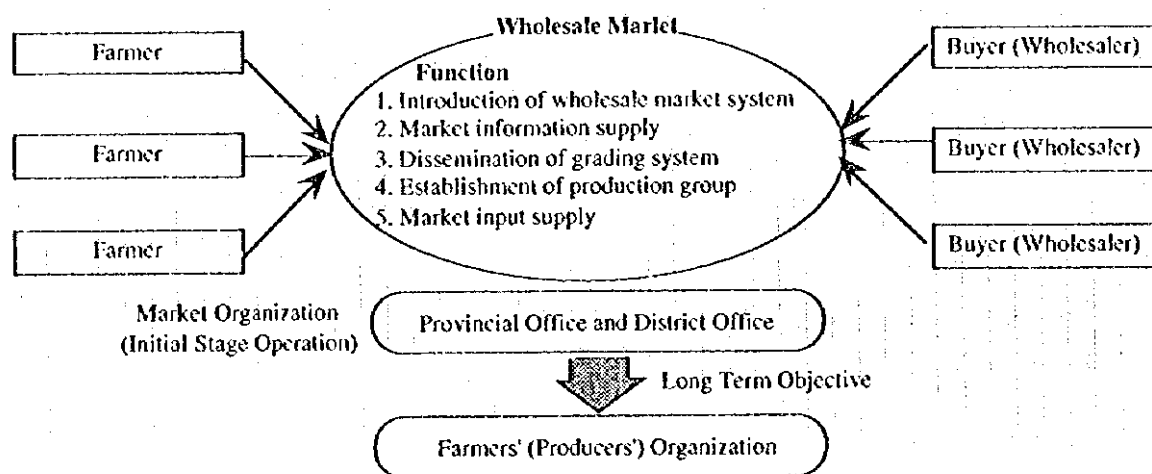 Wholesale Marlet
Farmer
Farmer
Farmer
Function
1. Introduction of wholesale market system
2. Market information supply
3. Dissemination of grading system
4. Establishment of production group
5. Market input supply
Buyer (Wholesaler)
Buyer (Wholesaler)
Buyer (Wholesaler)
Market Organization
(Initial Stage Operation)
Provincial Office and District Office
Long Term Objective
Farmers' (Producers') Organization